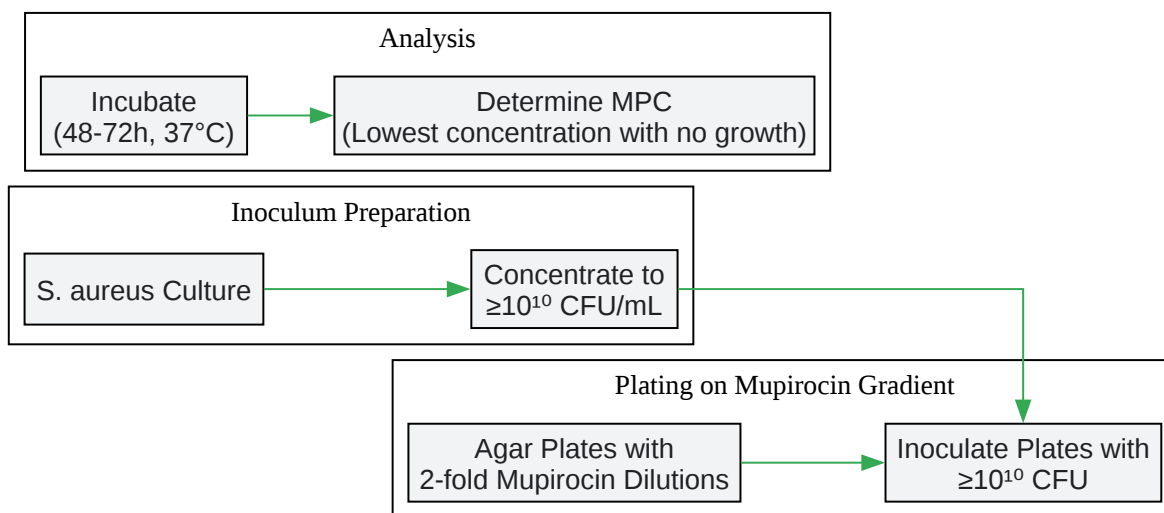 Analysis
Incubate
(48-72h, 37°C)
Determine MPC
(Lowest concentration with no growth)
Inoculum Preparation
S. aureus Culture
Concentrate to
≥10¹⁰ CFU/mL
Plating on Mupirocin Gradient
Agar Plates with
2-fold Mupirocin Dilutions
Inoculate Plates with
≥10¹⁰ CFU